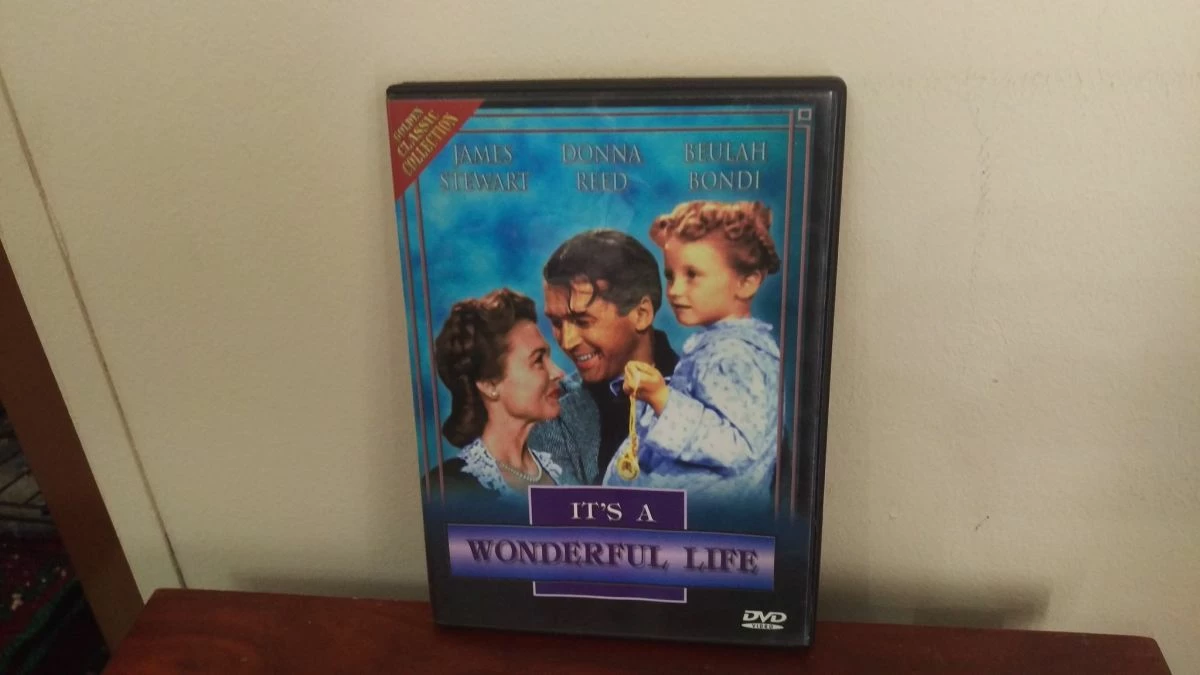 GOLDEN
CLASSIC
COLLECTION
JAMES
STEWART
DONNA
REED
BEULAH
BONDI
IT'S A
WONDERFUL LIFE
DVD
VIDEO